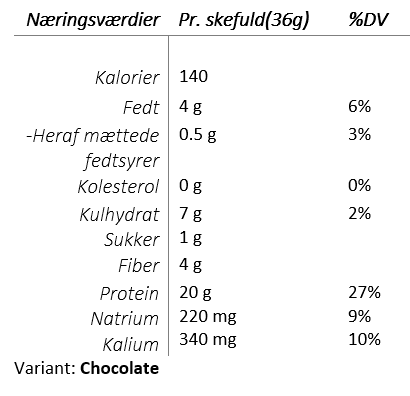 Næringsværdier Pr. skefuld(36g) %DV
Kalorier 140
Fedt 4 g 6%
-Heraf mættede 0.5 g 3%
fedtsyrer
Kolesterol 0 g 0%
Kulhydrat 7 g 2%
Sukker 1 g
Fiber 4 g
Protein 20 g 27%
Natrium 220 mg 9%
Kalium 340 mg 10%
Variant: Chocolate